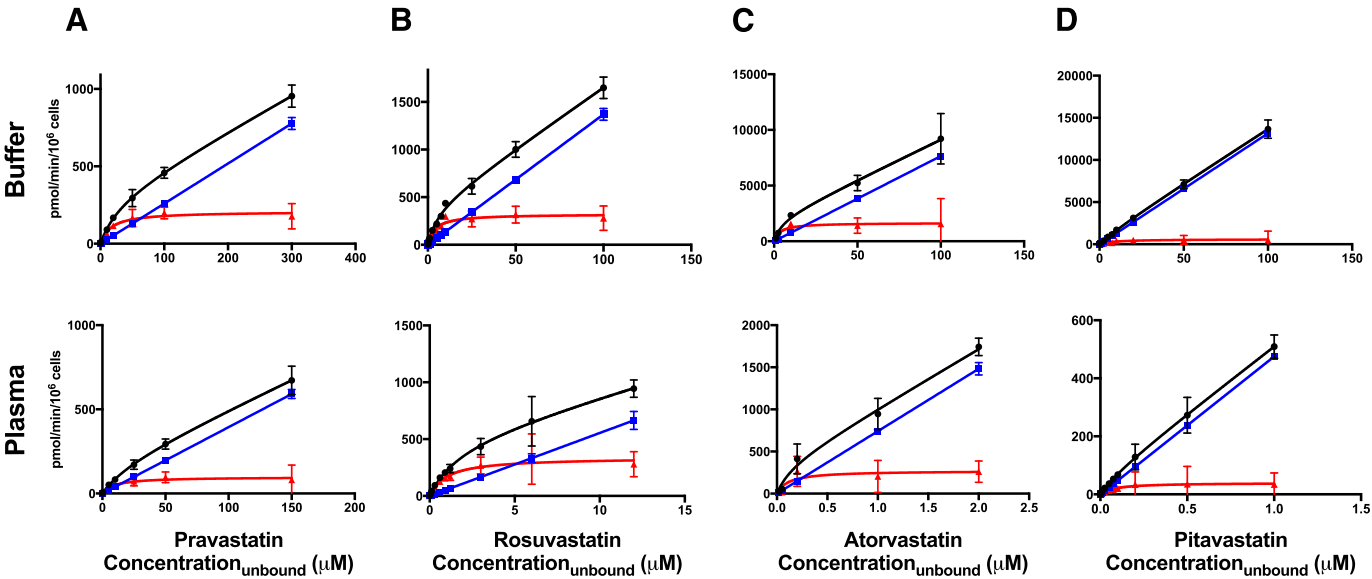 A B C D
Buffer
pmol/min/10⁶ cells
1000
500
0
0 100 200 300 400
1500
1000
500
0
0 50 100 150
15000
10000
5000
0
0 50 100 150
20000
15000
10000
5000
0
0 50 100 150
Plasma
pmol/min/10⁶ cells
1000
500
0
0 50 100 150 200
1500
1000
500
0
0 5 10 15
2000
1500
1000
500
0
0.0 0.5 1.0 1.5 2.0 2.5
600
400
200
0
0.0 0.5 1.0 1.5
Pravastatin
Concentration_unbound (μM)
Rosuvastatin
Concentration_unbound (μM)
Atorvastatin
Concentration_unbound (μM)
Pitavastatin
Concentration_unbound (μM)